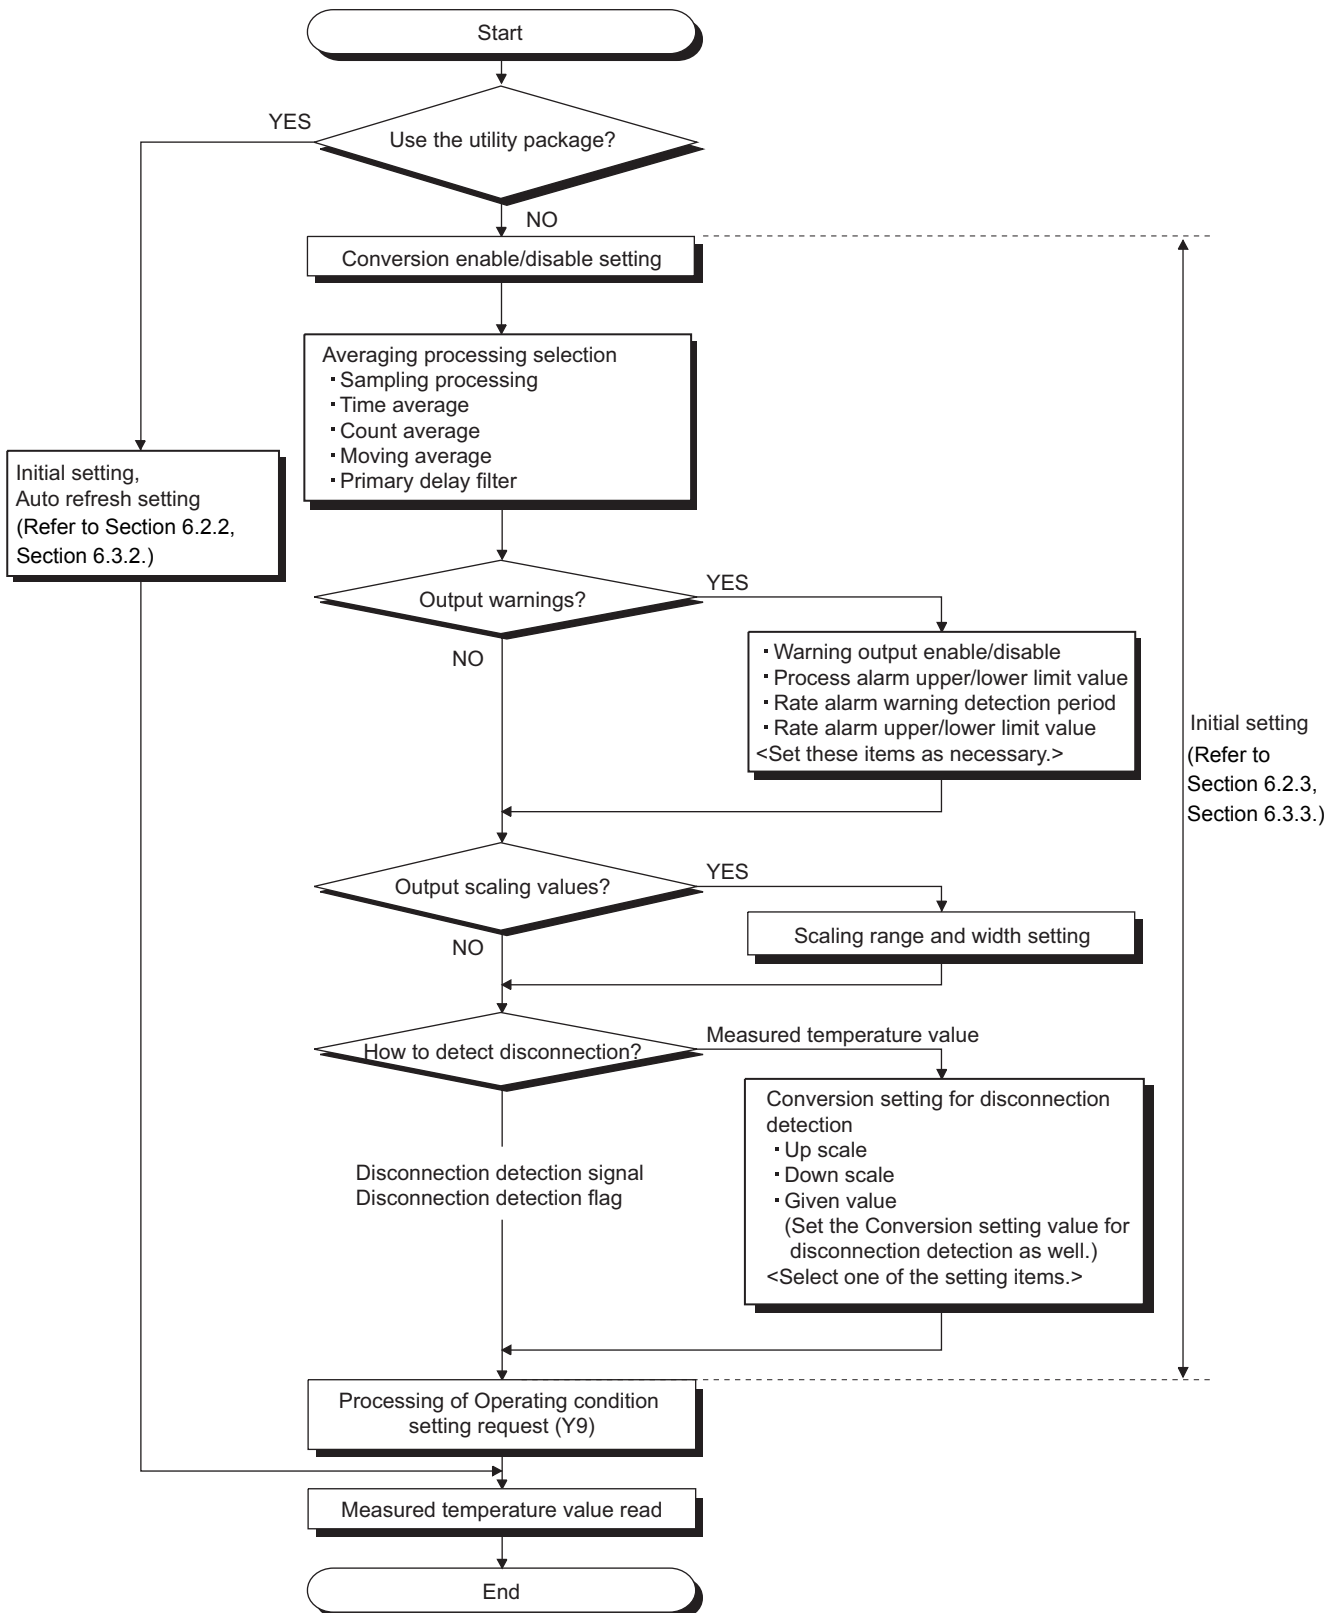 Start
YES
Use the utility package?
NO
Conversion enable/disable setting
Averaging processing selection
・Sampling processing
・Time average
・Count average
・Moving average
・Primary delay filter
Initial setting,
Auto refresh setting
(Refer to Section 6.2.2,
Section 6.3.2.)
Output warnings?
YES
NO
・Warning output enable/disable
・Process alarm upper/lower limit value
・Rate alarm warning detection period
・Rate alarm upper/lower limit value
<Set these items as necessary.>
Initial setting
(Refer to
Section 6.2.3,
Section 6.3.3.)
Output scaling values?
YES
NO
Scaling range and width setting
How to detect disconnection?
Measured temperature value
Conversion setting for disconnection
detection
・Up scale
・Down scale
・Given value
(Set the Conversion setting value for
disconnection detection as well.)
<Select one of the setting items.>
Disconnection detection signal
Disconnection detection flag
Processing of Operating condition
setting request (Y9)
Measured temperature value read
End